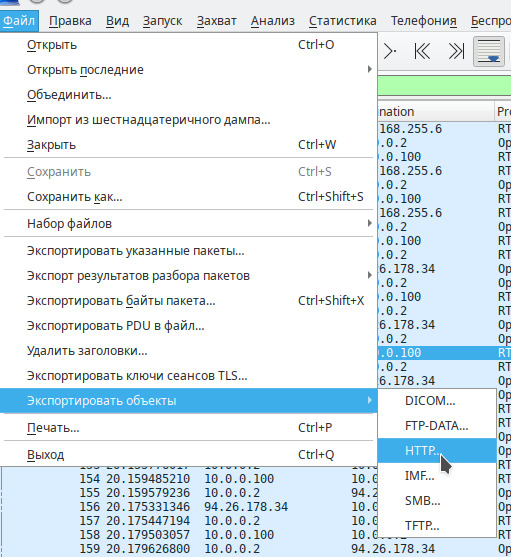 Файл Правка Вид Запуск Захват Анализ Статистика Телефония Беспро
Открыть Ctrl+O
Открыть последние
Объединить...
Импорт из шестнадцатеричного дампа...
Закрыть Ctrl+W
Сохранить Ctrl+S
Сохранить как... Ctrl+Shift+S
Набор файлов
Экспортировать указанные пакеты...
Экспорт результатов разбора пакетов
Экспортировать байты пакета... Ctrl+Shift+X
Экспортировать PDU в файл...
Удалить заголовки...
Экспортировать ключи сеансов TLS...
Экспортировать объекты
Печать... Ctrl+P
Выход Ctrl+Q
DICOM...
FTP-DATA...
HTTP...
IMF...
SMB...
TFTP...
nation Pr
168.255.6 RT
.0.2 Op
.0.100 RT
168.255.6 RT
.0.2 Op
.0.100 RT
168.255.6 RT
.0.2 Op
.0.100 RT
26.178.34 Op
.0.2 Op
.0.100 RT
.0.2 Op
26.178.34 Op
.0.2 Op
.0.100 RT
.0.2 Op
26.178.34 Op
154 20.159485210 10.0.0.100 10.0
155 20.159579236 10.0.0.2 94.2
156 20.175331346 94.26.178.34 10.0
157 20.175447194 10.0.0.2 10.0
158 20.179503057 10.0.0.100 10.0
159 20.179626800 10.0.0.2 94.26.178.34 Op